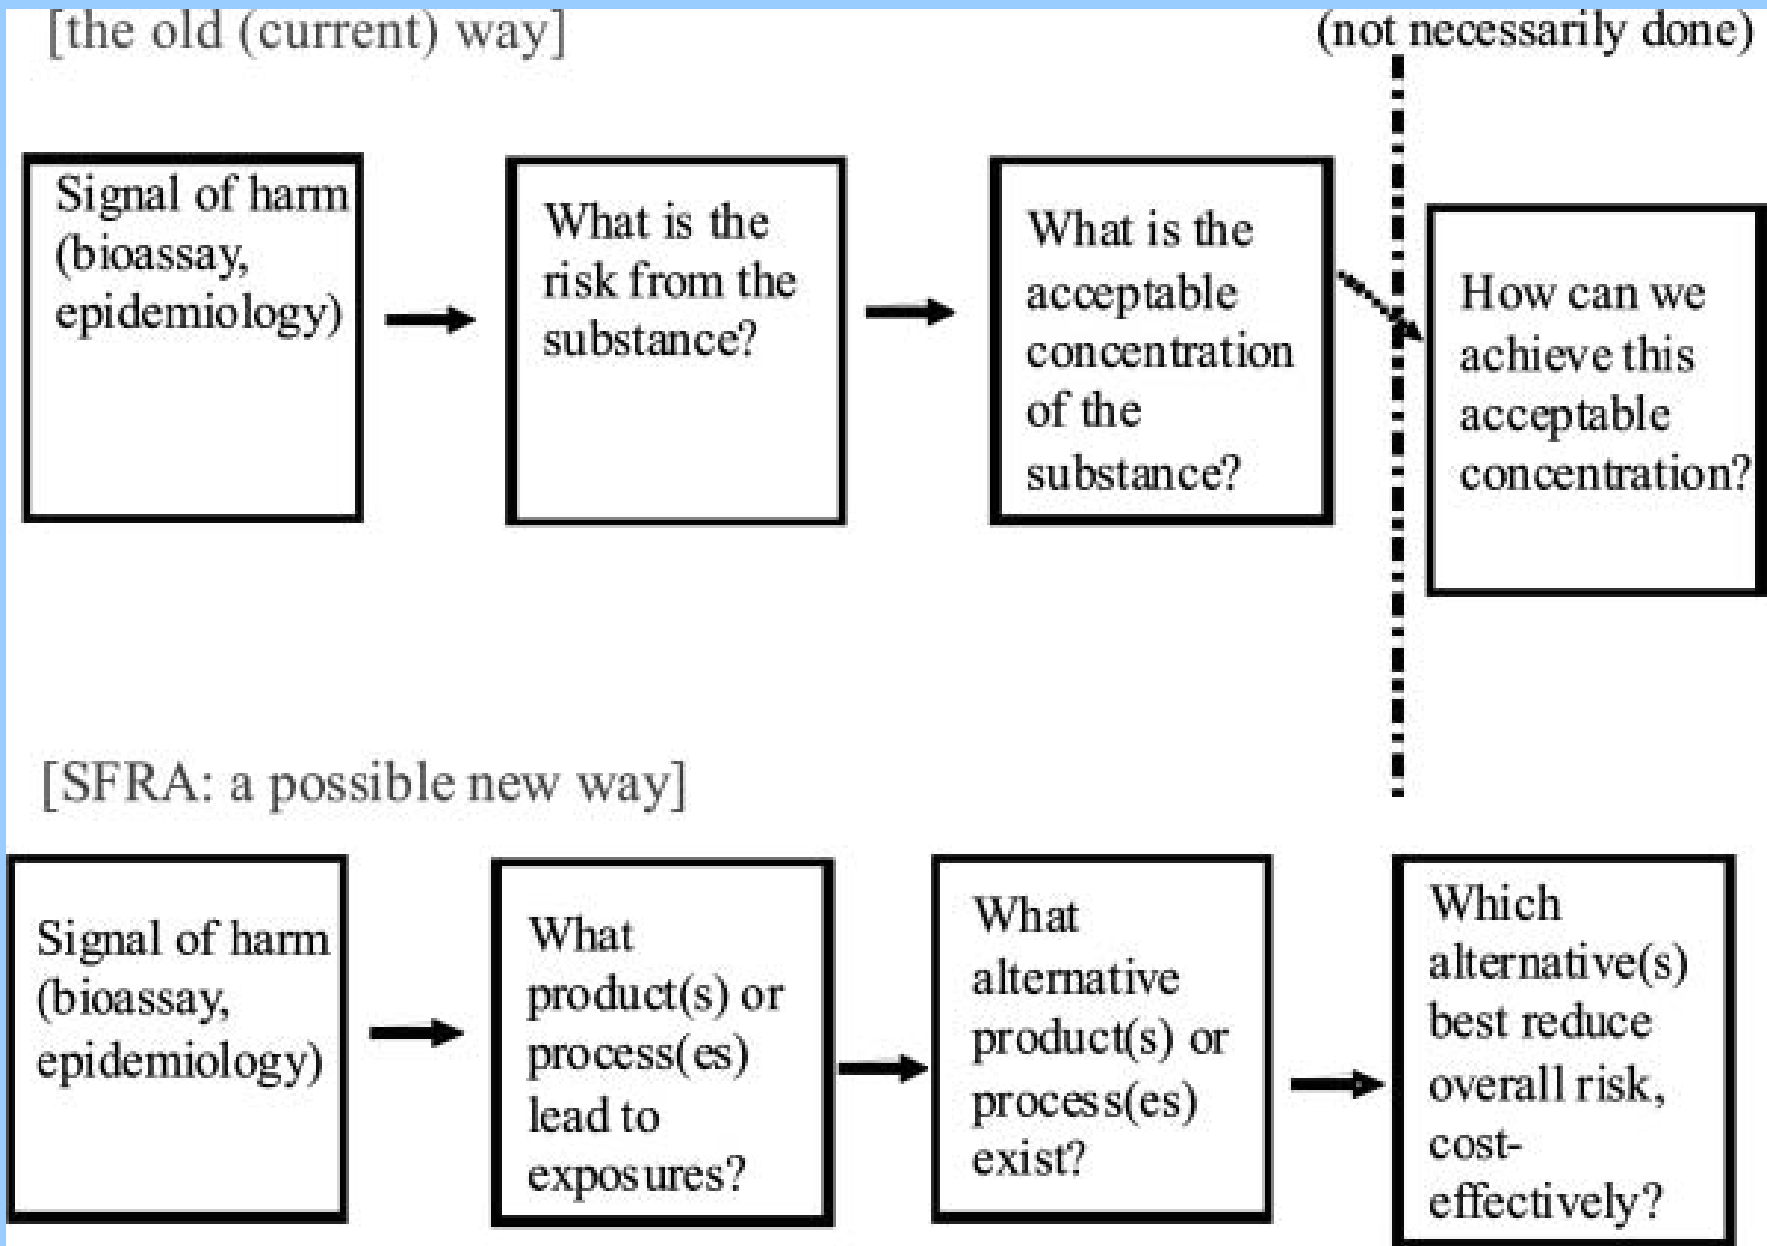 [the old (current) way]
(not necessarily done)
Signal of harm
(bioassay,
epidemiology)
What is the
risk from the
substance?
What is the
acceptable
concentration
of the
substance?
How can we
achieve this
acceptable
concentration?
[SFRA: a possible new way]
Signal of harm
(bioassay,
epidemiology)
What
product(s) or
process(es)
lead to
exposures?
What
alternative
product(s) or
process(es)
exist?
Which
alternative(s)
best reduce
overall risk,
cost-
effectively?